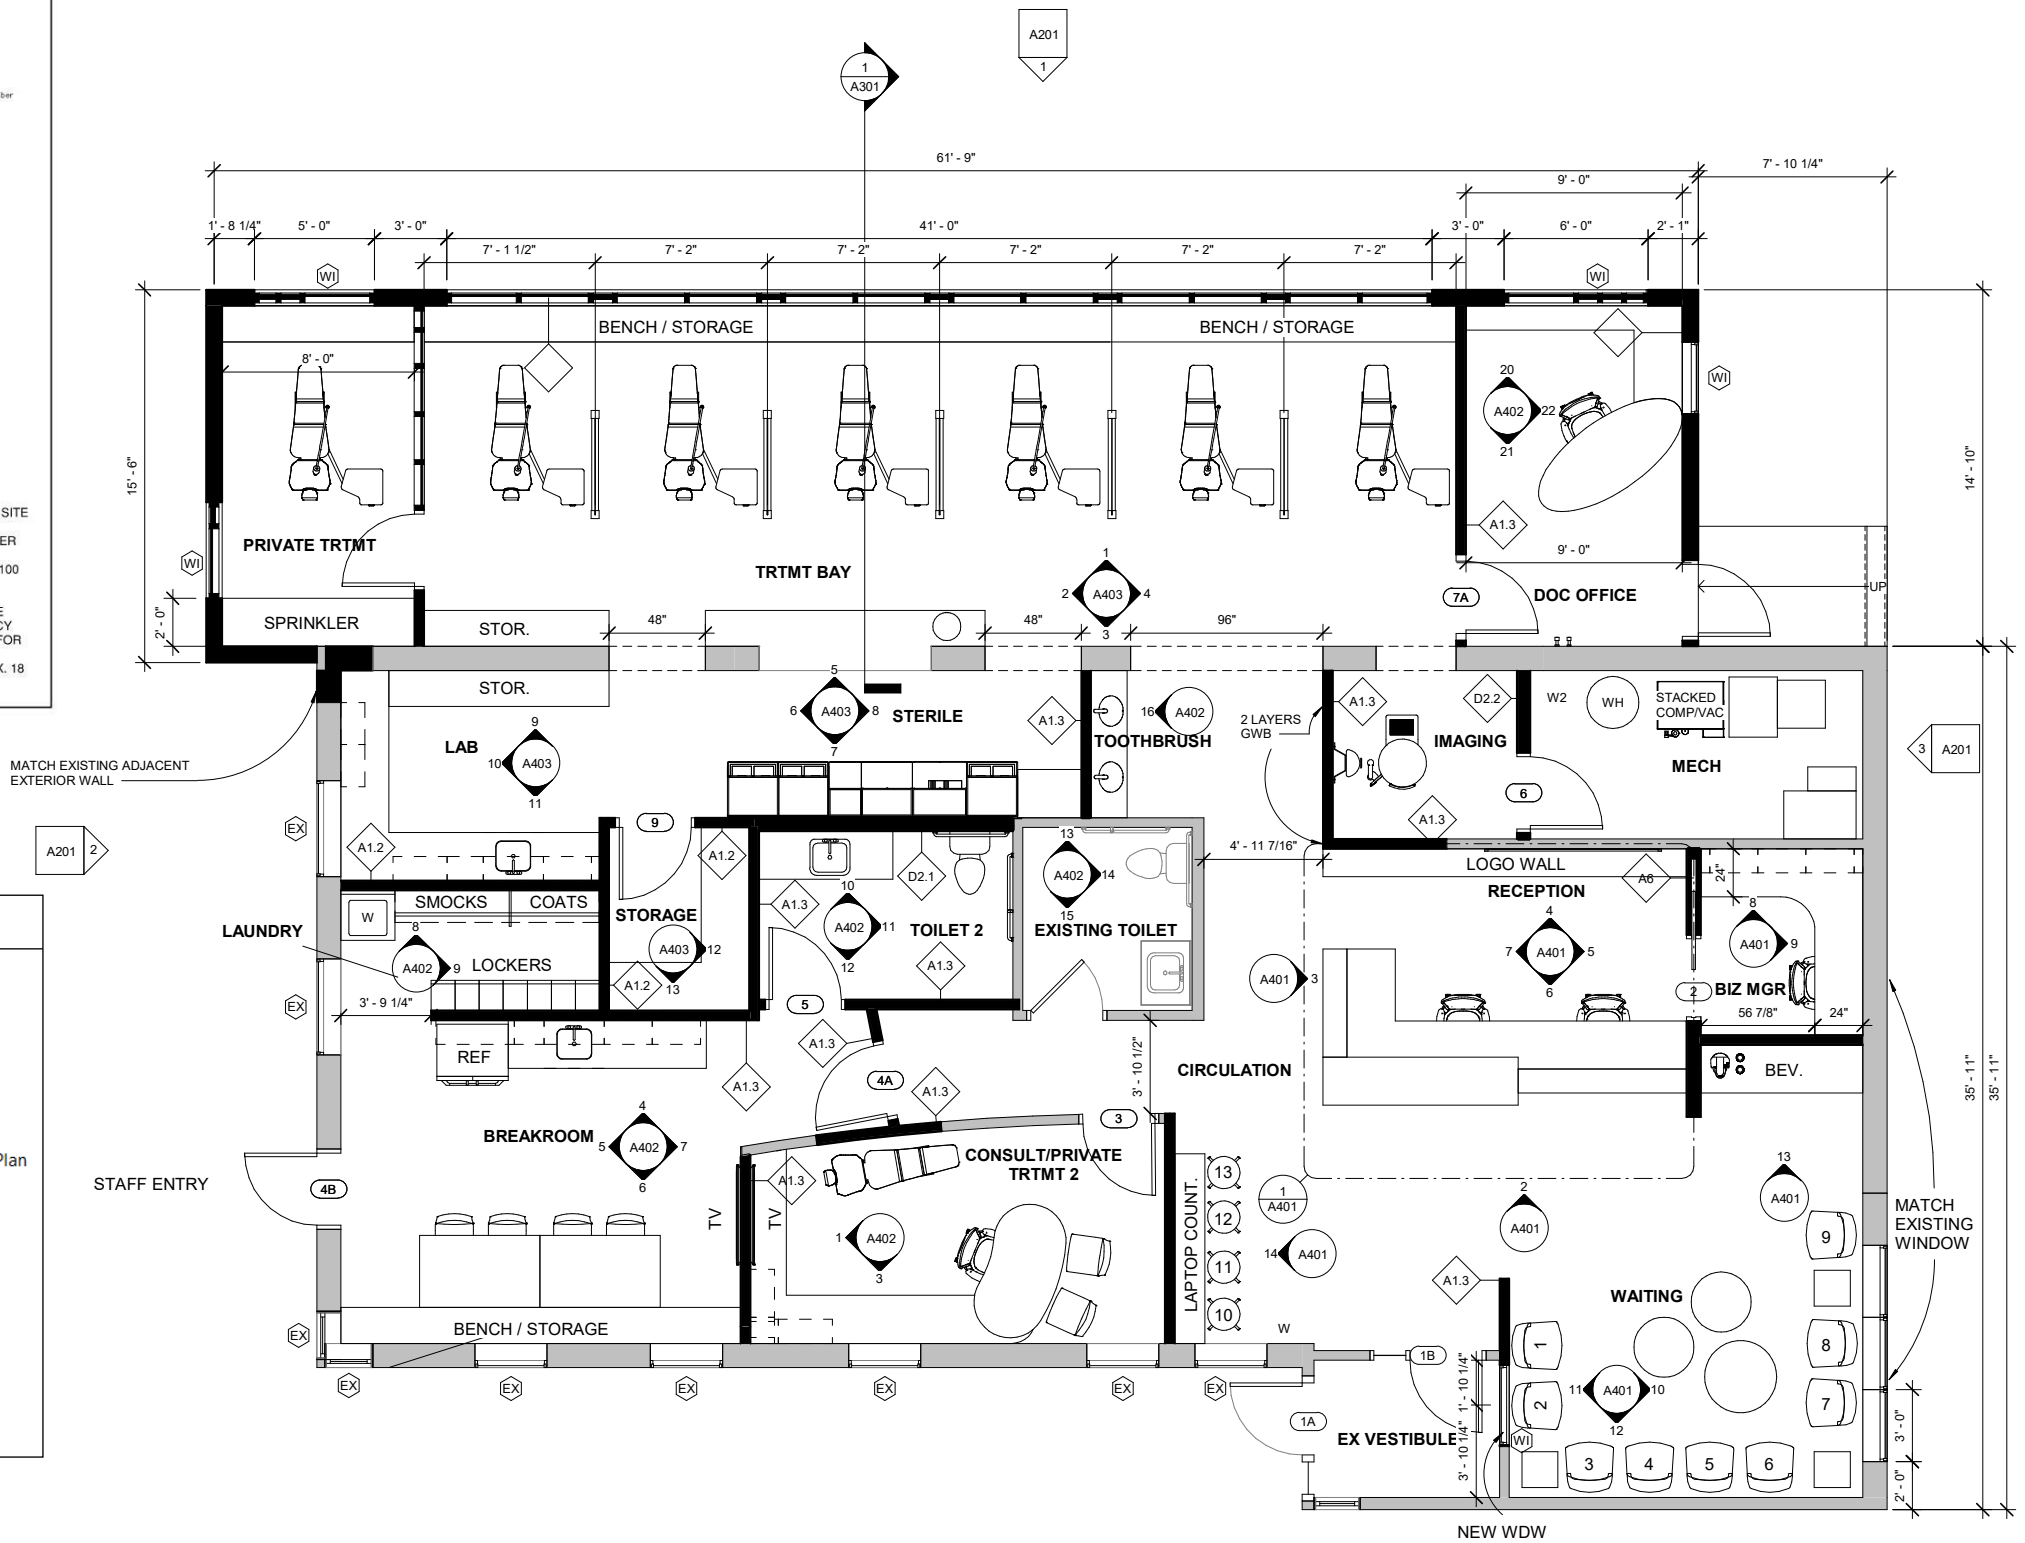 A201
1
1
A301
ber
61' - 9"
7' - 10 1/4"
9' - 0"
1' - 8 1/4"
5' - 0"
3' - 0"
41' - 0"
3' - 0"
6' - 0"
2' - 1"
7' - 1 1/2"
7' - 2"
7' - 2"
7' - 2"
7' - 2"
7' - 2"
WI
WI
BENCH / STORAGE
BENCH / STORAGE
8' - 0"
20
A402
22
21
WI
15' - 6"
14' - 10"
SITE
ER
100
E
CY
FOR
X. 18
A1.3
PRIVATE TRTMT
WI
TRTMT BAY
1
2
A403
4
3
9' - 0"
7A
DOC OFFICE
UP
2' - 0"
SPRINKLER
STOR.
48"
48"
96"
STOR.
5
6
A403
8
7
STERILE
A1.3
16
A402
TOOTHBRUSH
2 LAYERS
GWB
A1.3
D2.2
IMAGING
W2
WH
STACKED
COMP/VAC
MECH
3
A201
LAB
9
10
A403
11
MATCH EXISTING ADJACENT
EXTERIOR WALL
6
A1.3
EX
9
A201
2
A1.2
A1.2
D2.1
13
A402
14
15
4' - 11 7/16"
LOGO WALL
A6
24"
RECEPTION
SMOCKS
COATS
W
LAUNDRY
8
A402
9
LOCKERS
STORAGE
A403
12
13
A1.2
A1.3
10
A402
11
12
TOILET 2
A1.3
EXISTING TOILET
4
7
A401
5
6
8
A401
9
A401
3
2
BIZ MGR
56 7/8"
24"
EX
3' - 9 1/4"
5
REF
A1.3
A1.3
4A
A1.3
3' - 10 1/2"
CIRCULATION
BEV.
35' - 11"
35' - 11"
3
BREAKROOM
4
5
A402
7
6
CONSULT/PRIVATE
TRTMT 2
Plan
STAFF ENTRY
4B
A1.3
TV
TV
1
A402
3
LAPTOP COUNT.
13
12
11
10
1
A401
14
A401
2
A401
13
A401
9
MATCH
EXISTING
WINDOW
A1.3
WAITING
BENCH / STORAGE
W
EX
EX
EX
EX
EX
EX
EX
1B
1' - 10 1/4"
3' - 10 1/4"
1
2
8
7
11
A401
10
12
1A
EX VESTIBULE
WI
3
4
5
6
3' - 0"
2' - 0"
NEW WDW